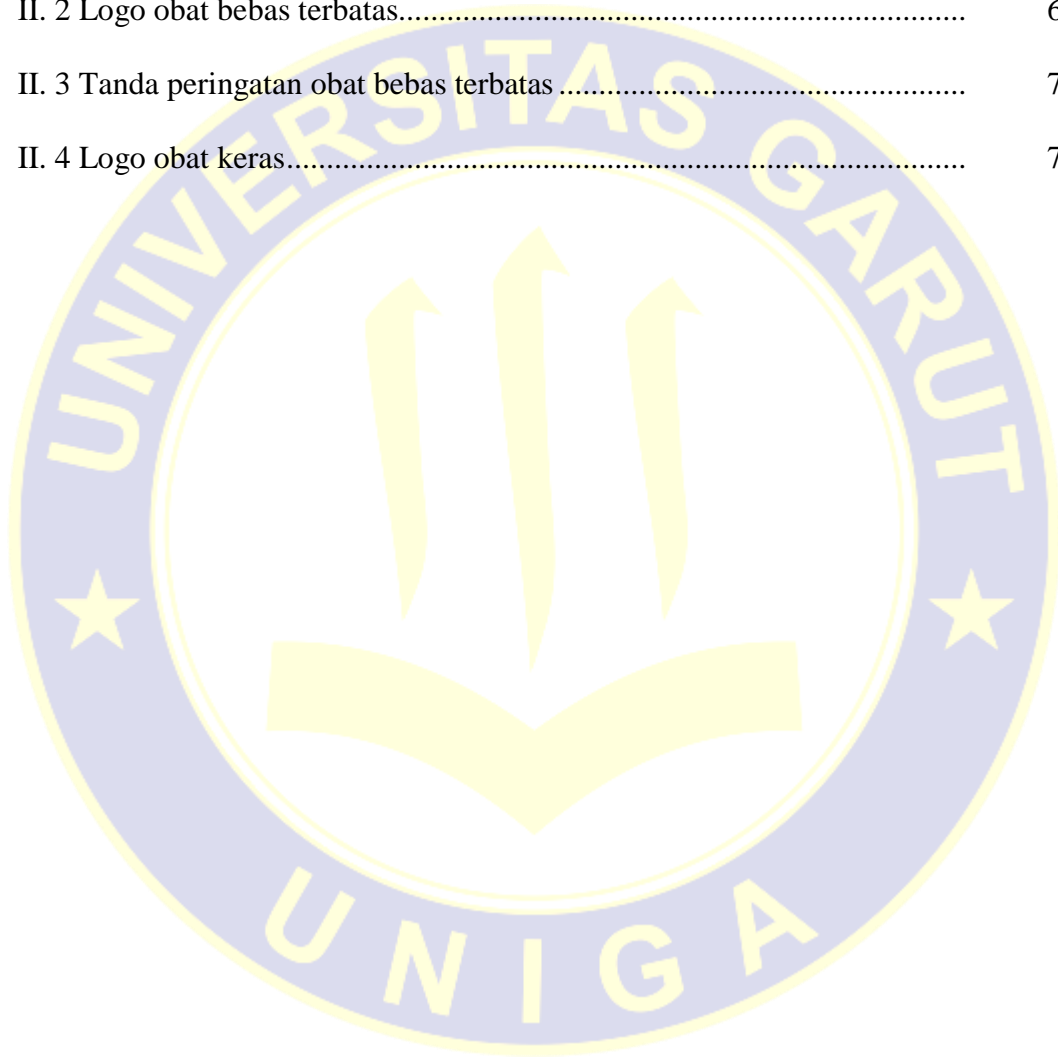 II. 2 Logo obat bebas terbatas....................................................................... 6
II. 3 Tanda peringatan obat bebas terbatas ................................................... 7
II. 4 Logo obat keras..................................................................................... 7
UNIVERSITAS GARUT
UNIGA